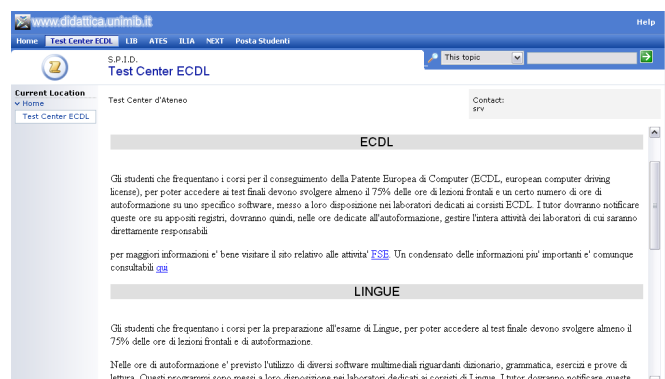 www.didattica.unimib.it
Help
Home Test Center ECDL LIB ATES ILIA NEXT Posta Studenti
S.P.I.D.
Test Center ECDL
This topic
Current Location
Home
Test Center ECDL
Test Center d'Ateneo
Contact:
srv
ECDL
Gli studenti che frequentano i corsi per il conseguimento della Patente Europea di Computer (ECDL, european computer driving
license), per poter accedere ai test finali devono svolgere almeno il 75% delle ore di lezioni frontali e un certo numero di ore di
autoformazione su uno specifico software, messo a loro disposizione nei laboratori dedicati ai corsisti ECDL. I tutor dovranno notificare
queste ore su appositi registri, dovranno quindi, nelle ore dedicate all'autoformazione, gestire l'intera attività dei laboratori di cui saranno
direttamente responsabili
per maggiori informazioni e' bene visitare il sito relativo alle attivita' FSE. Un condensato delle informazioni piu' importanti e' comunque
consultabili qui
LINGUE
Gli studenti che frequentano i corsi per la preparazione all'esame di Lingue, per poter accedere al test finale devono svolgere almeno il
75% delle ore di lezioni frontali e di autoformazione.
Nelle ore di autoformazione e' previsto l'utilizzo di diversi software multimediali riguardanti dizionario, grammatica, esercizi e prove di
lettura. Questi programmi sono messi a loro disposizione nei laboratori dedicati ai corsisti di Lingue. I tutor dovranno notificare queste